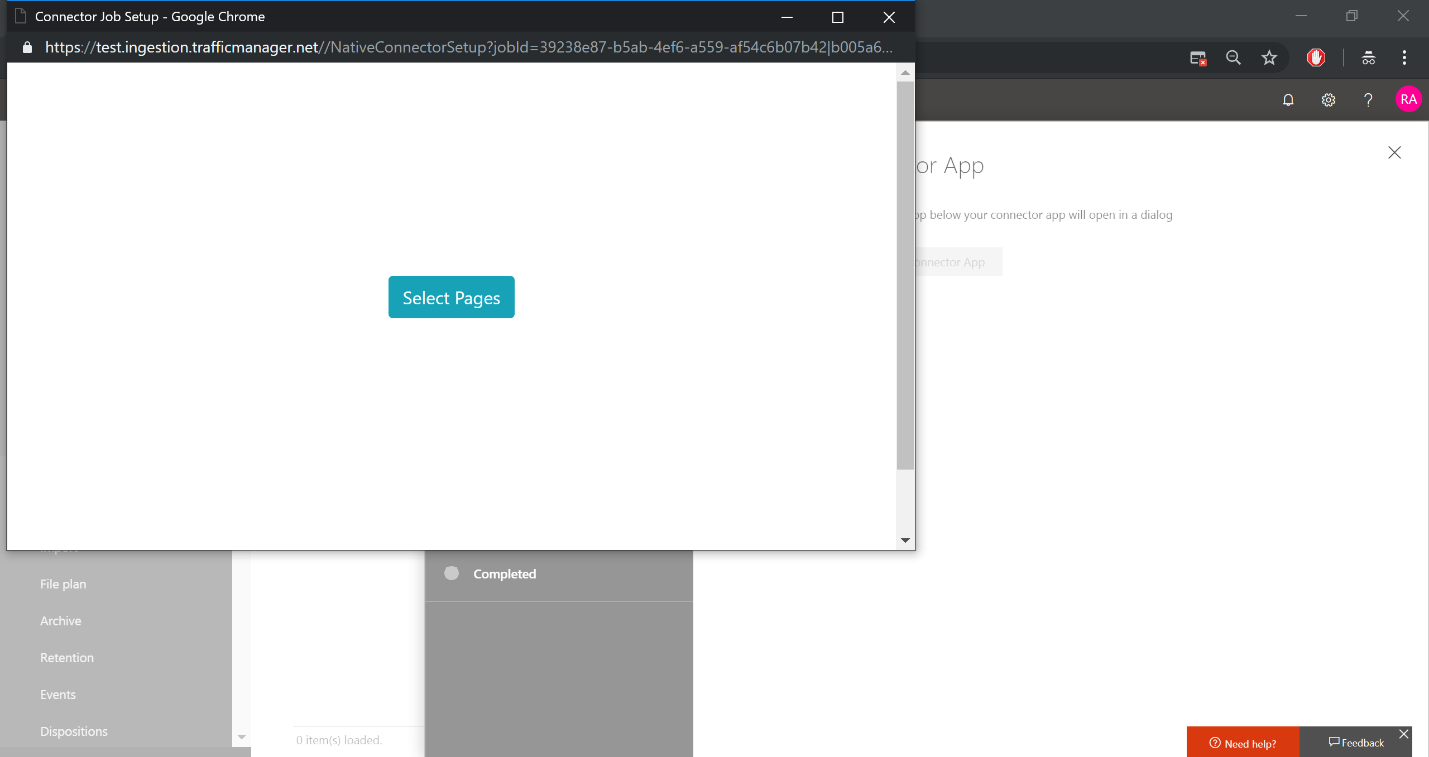 Connector Job Setup - Google Chrome
https://test.ingestion.trafficmanager.net//NativeConnectorSetup?jobId=39238e87-b5ab-4ef6-a559-af54c6b07b42|b005a6...
RA
or App
op below your connector app will open in a dialog
onnector App
Select Pages
Completed
File plan
Archive
Retention
Events
Dispositions
0 item(s) loaded.
? Need help?
Feedback